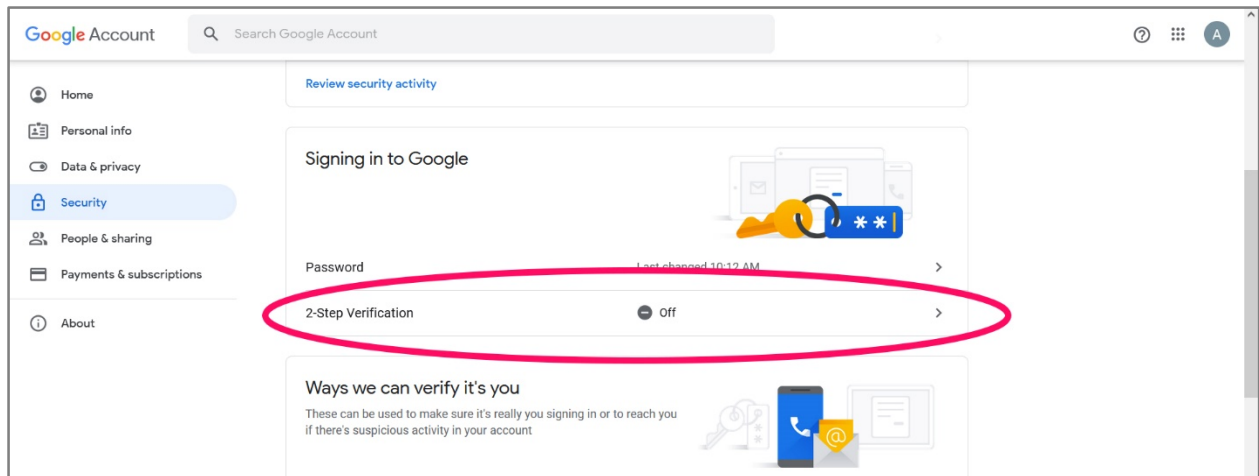 Google Account
Search Google Account
A
Home
Personal info
Data & privacy
Security
People & sharing
Payments & subscriptions
About
Review security activity
Signing in to Google
**
Password Last changed 10:12 AM
2-Step Verification Off
Ways we can verify it's you
These can be used to make sure it's really you signing in or to reach you
if there's suspicious activity in your account
@